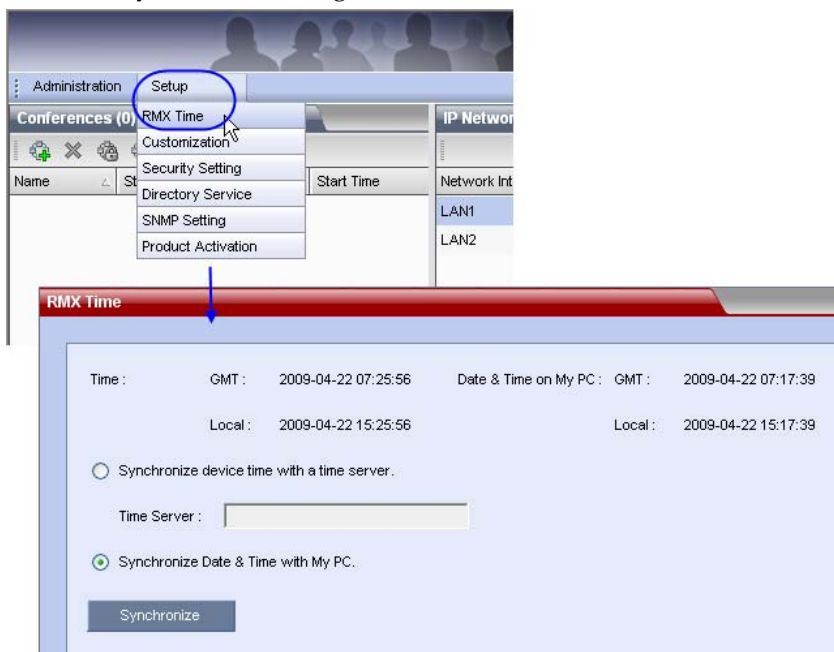 Administration Setup
Conferences (0) RMX Time IP Networ
Customization
Security Setting
Name St Start Time Network Int
Directory Service
LAN1
SNMP Setting
LAN2
Product Activation
RMX Time
Time : GMT : 2009-04-22 07:25:56 Date & Time on My PC : GMT : 2009-04-22 07:17:39
Local : 2009-04-22 15:25:56 Local : 2009-04-22 15:17:39
Synchronize device time with a time server.
Time Server :
Synchronize Date & Time with My PC.
Synchronize